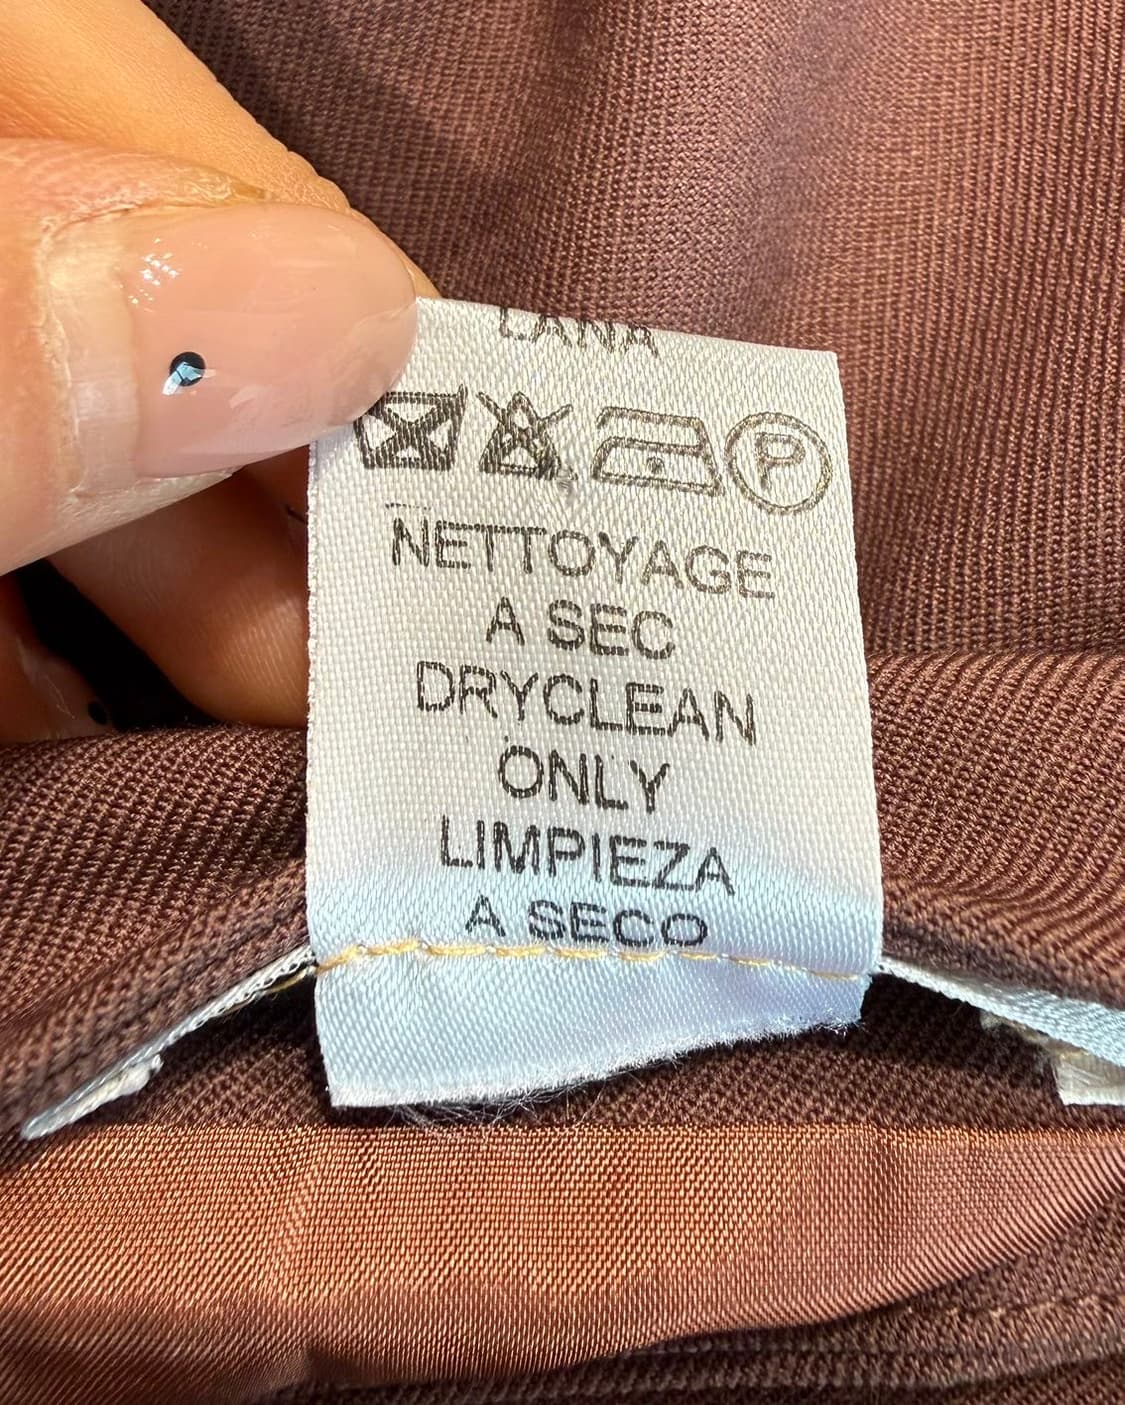 LANA
P
NETTOYAGE
A SEC
DRYCLEAN
ONLY
LIMPIEZA
A SECO